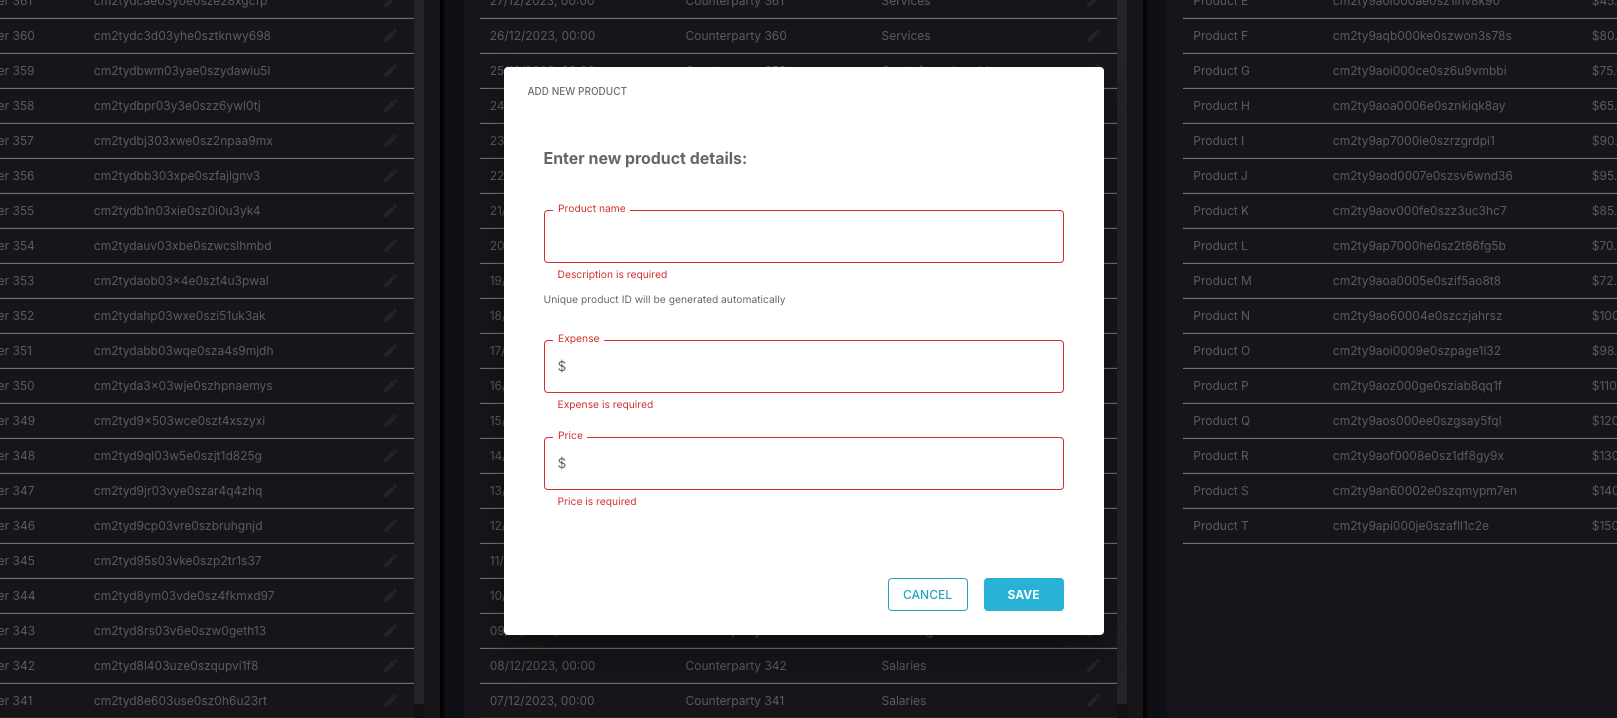 er 361 cm2tydcae03y0e0sze28xgcfp
er 360 cm2tydc3d03yhe0sztknwy698
er 359 cm2tydbwm03yae0szydawiu5l
er 358 cm2tydbpr03y3e0szz6ywl0tj
er 357 cm2tydbj303xwe0sz2npaa9mx
er 356 cm2tydbb303xpe0szfajlgnv3
er 355 cm2tydb1n03xie0sz0i0u3yk4
er 354 cm2tydauv03xbe0szwcslhmbd
er 353 cm2tydaob03×4e0szt4u3pwal
er 352 cm2tydahp03wxe0szi51uk3ak
er 351 cm2tydabb03wqe0sza4s9mjdh
er 350 cm2tyda3×03wje0szhpnaemys
er 349 cm2tyd9×503wce0szt4xszyxi
er 348 cm2tyd9ql03w5e0szjt1d825g
er 347 cm2tyd9jr03vye0szar4q4zhq
er 346 cm2tyd9cp03vre0szbruhgnjd
er 345 cm2tyd95s03vke0szp2tr1s37
er 344 cm2tyd8ym03vde0sz4fkmxd97
er 343 cm2tyd8rs03v6e0szw0geth13
er 342 cm2tyd8l403uze0szqupvi1f8
er 341 cm2tyd8e603use0sz0h6u23rt
27/12/2023, 00:00 Counterparty 361 Services
26/12/2023, 00:00 Counterparty 360 Services
25
24
23
22
21/
20
19,
18,
17/
16,
15,
14,
13/
12/
11/
10/
09
08/12/2023, 00:00 Counterparty 342 Salaries
07/12/2023, 00:00 Counterparty 341 Salaries
ADD NEW PRODUCT
Enter new product details:
Product name
Description is required
Unique product ID will be generated automatically
Expense
$
Expense is required
Price
$
Price is required
CANCEL SAVE
Product E $45.
Product F cm2ty9aqb000ke0szwon3s78s $80.
Product G cm2ty9aoi000ce0sz6u9vmbbi $75.
Product H cm2ty9aoa0006e0sznkiqk8ay $65.
Product I cm2ty9ap7000ie0szrzgrdpi1 $90.
Product J cm2ty9aod0007e0szsv6wnd36 $95.
Product K cm2ty9aov000fe0szz3uc3hc7 $85.
Product L cm2ty9ap7000he0sz2t86fg5b $70.
Product M cm2ty9aoa0005e0szif5ao8t8 $72.
Product N cm2ty9ao60004e0szczjahrsz $100
Product O cm2ty9aoi0009e0szpage1l32 $98.
Product P cm2ty9aoz000ge0sziab8qq1f $110
Product Q cm2ty9aos000ee0szgsay5fql $120
Product R cm2ty9aof0008e0sz1df8gy9x $130
Product S cm2ty9an60002e0szqmypm7en $140
Product T cm2ty9api000je0szafll1c2e $150